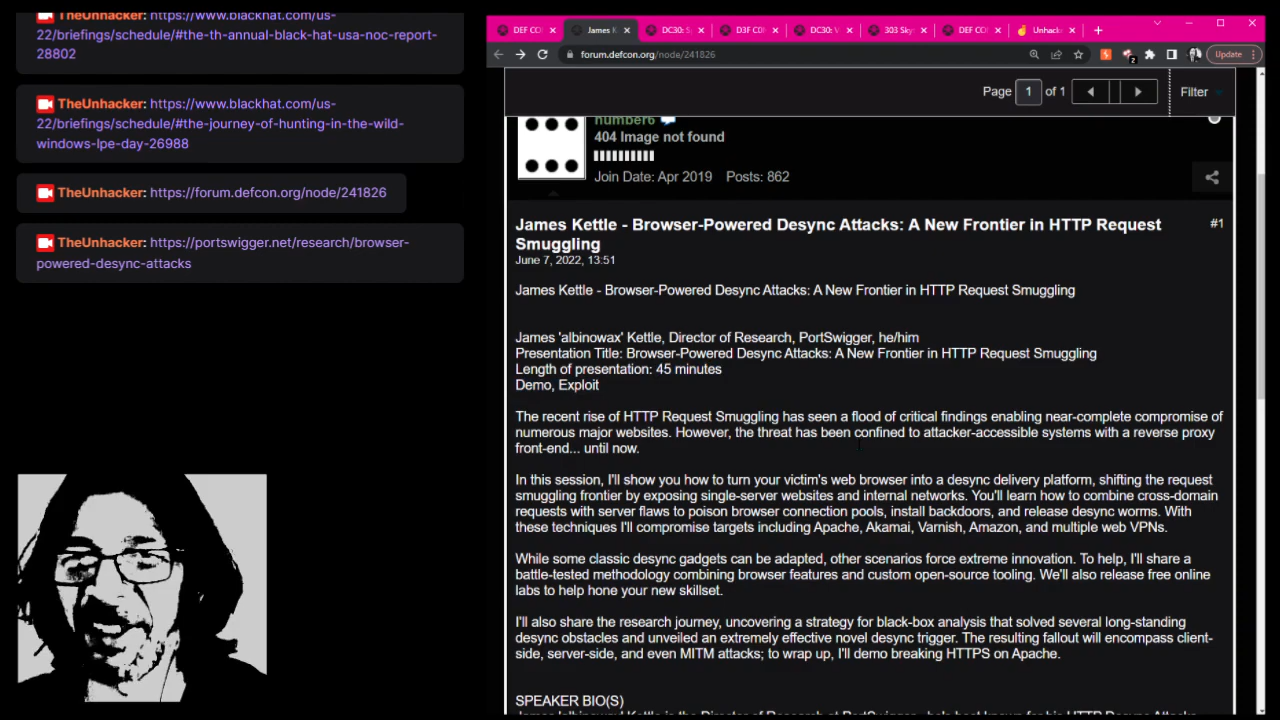 TheUnhacker: https://www.blackhat.com/us-
22/briefings/schedule/#the-th-annual-black-hat-usa-noc-report-
28802
TheUnhacker: https://www.blackhat.com/us-
22/briefings/schedule/#the-journey-of-hunting-in-the-wild-
windows-lpe-day-26988
TheUnhacker: https://forum.defcon.org/node/241826
TheUnhacker: https://portswigger.net/research/browser-
powered-desync-attacks
DEF CO
James K
DC30: S
D3F C0
DC30: V
303 Sky
DEF CO
Unhack
forum.defcon.org/node/241826
2
Update
Page 1 of 1
Filter
number6
404 Image not found
Join Date: Apr 2019 Posts: 862
James Kettle - Browser-Powered Desync Attacks: A New Frontier in HTTP Request
Smuggling
#1
June 7, 2022, 13:51
James Kettle - Browser-Powered Desync Attacks: A New Frontier in HTTP Request Smuggling
James 'albinowax' Kettle, Director of Research, PortSwigger, he/him
Presentation Title: Browser-Powered Desync Attacks: A New Frontier in HTTP Request Smuggling
Length of presentation: 45 minutes
Demo, Exploit
The recent rise of HTTP Request Smuggling has seen a flood of critical findings enabling near-complete compromise of
numerous major websites. However, the threat has been confined to attacker-accessible systems with a reverse proxy
front-end... until now.
In this session, I'll show you how to turn your victim's web browser into a desync delivery platform, shifting the request
smuggling frontier by exposing single-server websites and internal networks. You'll learn how to combine cross-domain
requests with server flaws to poison browser connection pools, install backdoors, and release desync worms. With
these techniques I'll compromise targets including Apache, Akamai, Varnish, Amazon, and multiple web VPNs.
While some classic desync gadgets can be adapted, other scenarios force extreme innovation. To help, I'll share a
battle-tested methodology combining browser features and custom open-source tooling. We'll also release free online
labs to help hone your new skillset.
I'll also share the research journey, uncovering a strategy for black-box analysis that solved several long-standing
desync obstacles and unveiled an extremely effective novel desync trigger. The resulting fallout will encompass client-
side, server-side, and even MITM attacks; to wrap up, I'll demo breaking HTTPS on Apache.
SPEAKER BIO(S)